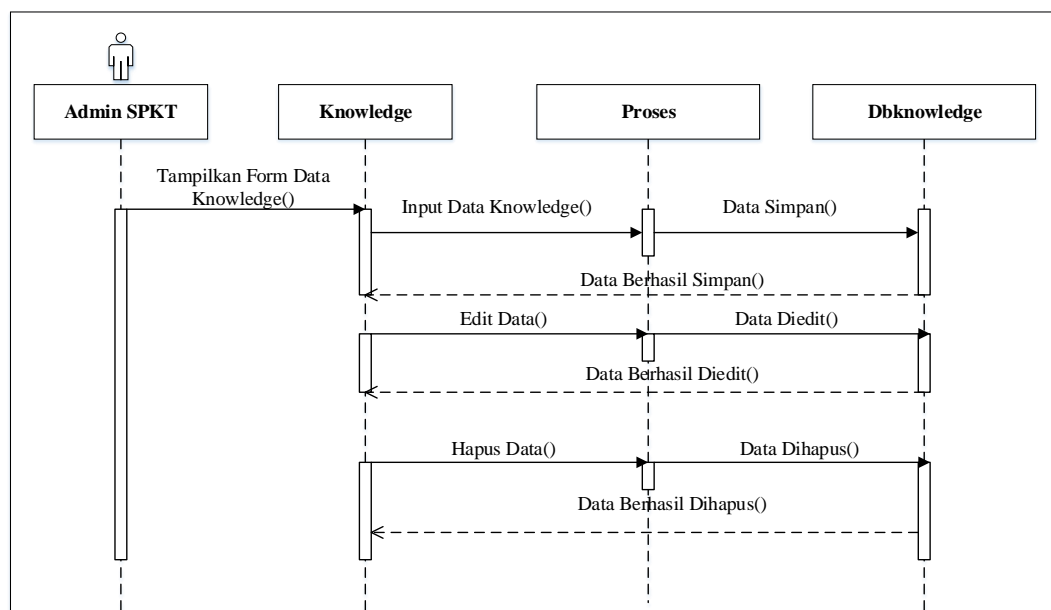 Admin SPKT
Knowledge
Proses
Dbknowledge
Tampilkan Form Data
Knowledge()
Input Data Knowledge()
Data Simpan()
Data Berhasil Simpan()
Edit Data()
Data Diedit()
Data Berhasil Diedit()
Hapus Data()
Data Dihapus()
Data Berhasil Dihapus()